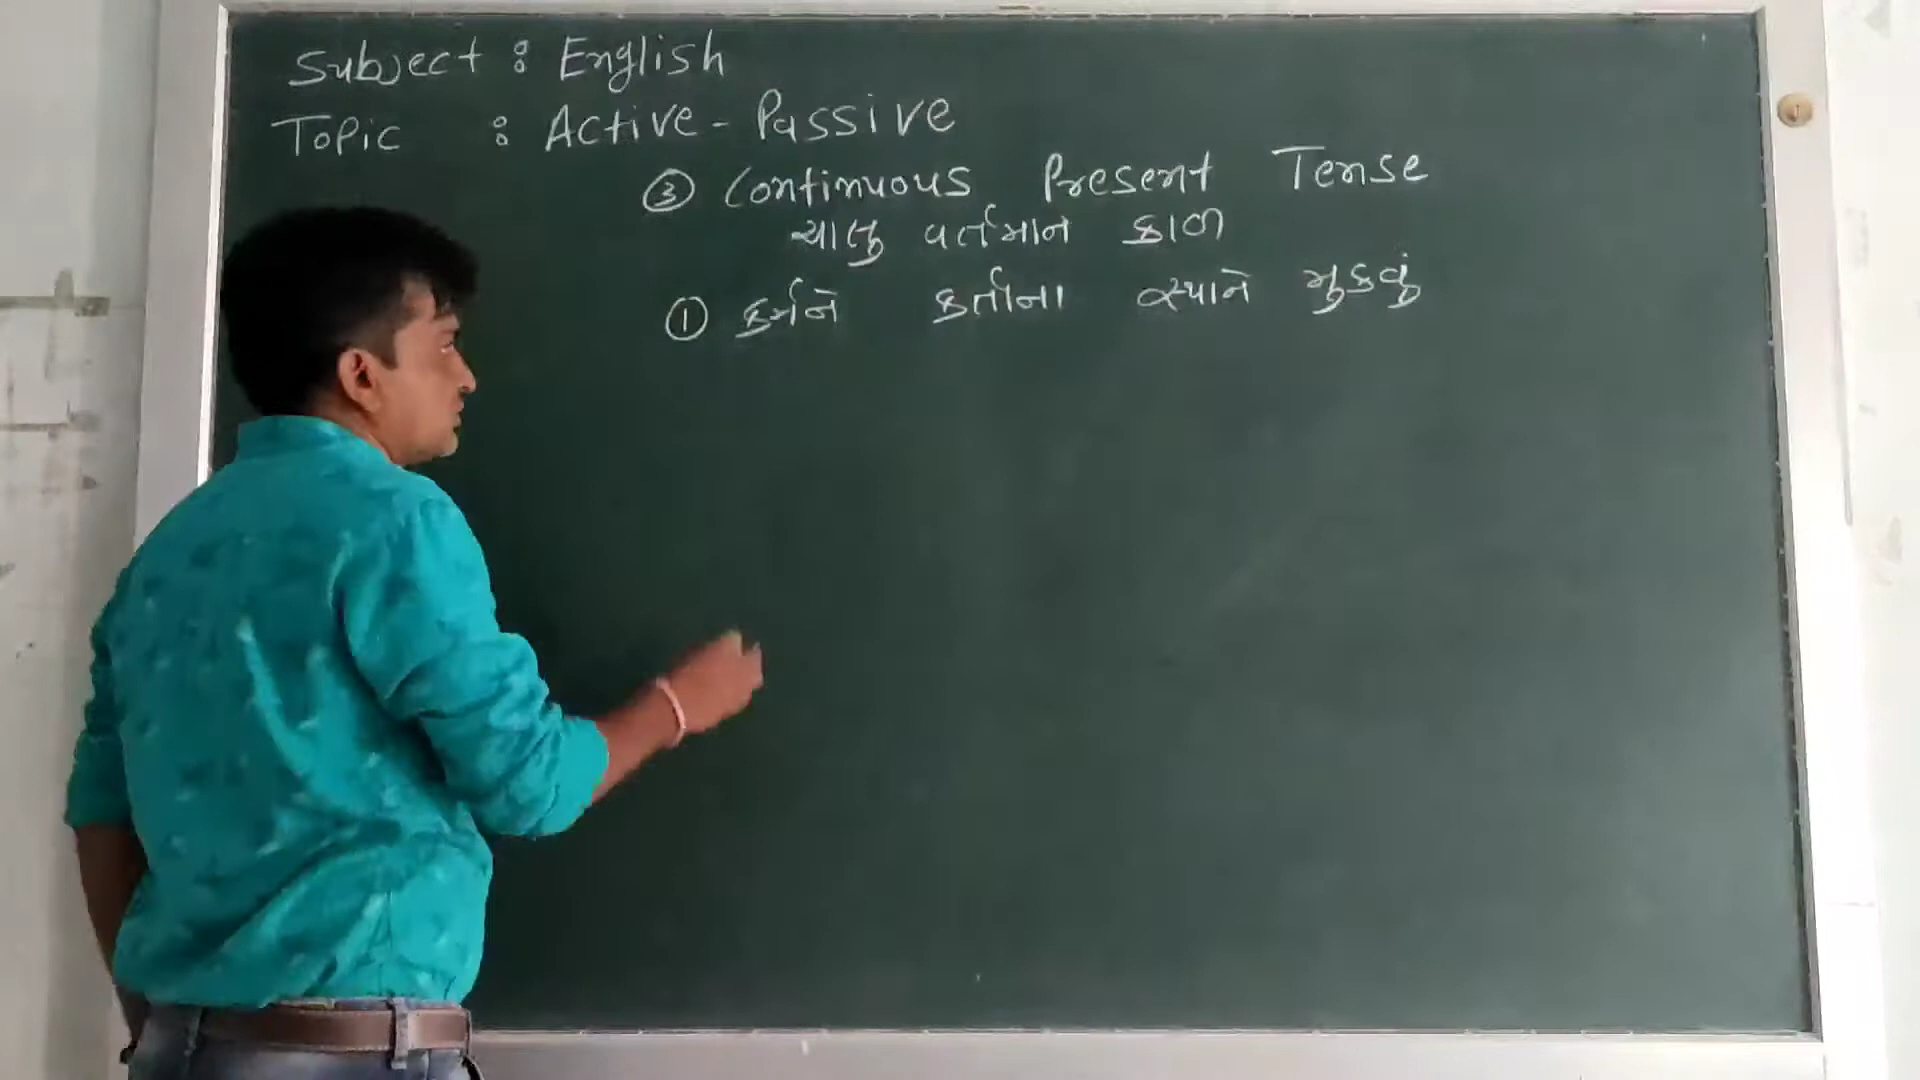 Subject : English
Topic : Active - Passive
③ Continuous Present Tense
ચાલુ વર્તમાન કાળ
① કર્મને કર્તાના સ્થાને મુકવું